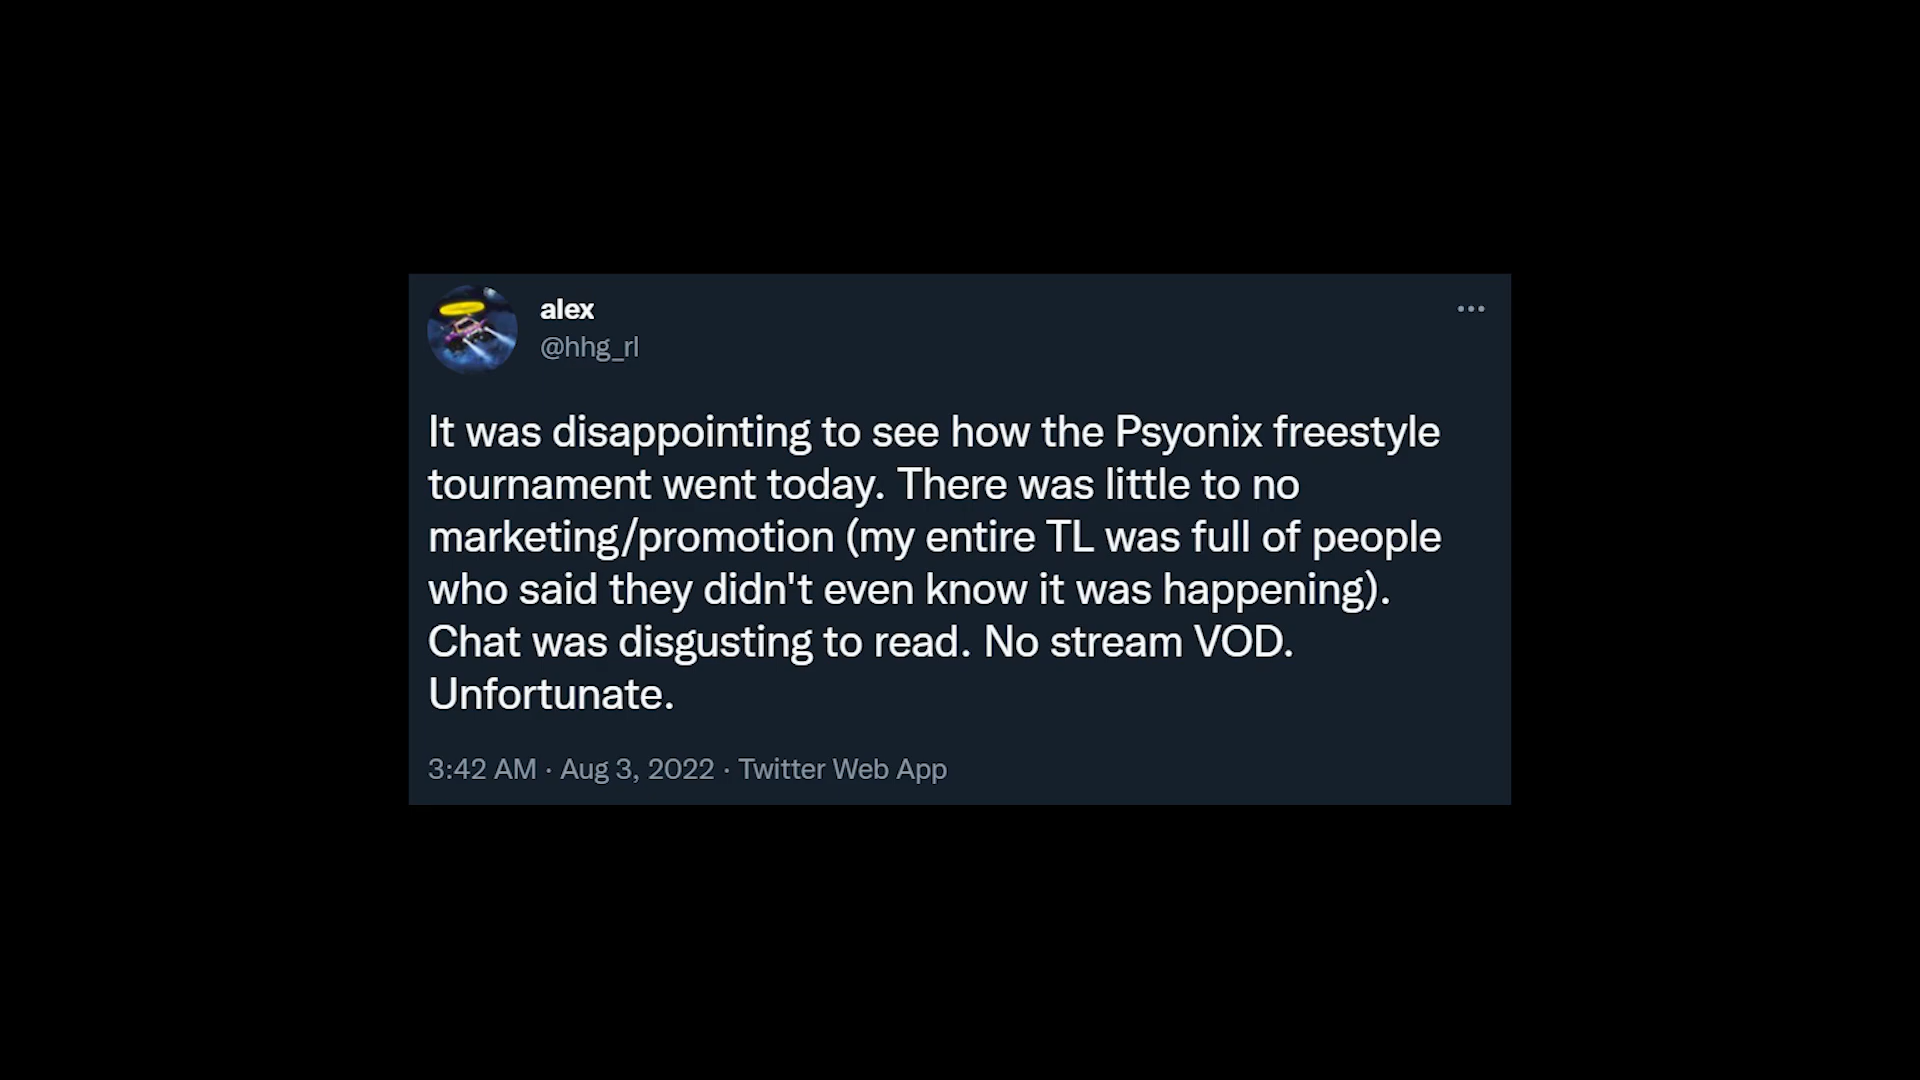 alex
@hhg_rl
It was disappointing to see how the Psyonix freestyle
tournament went today. There was little to no
marketing/promotion (my entire TL was full of people
who said they didn't even know it was happening).
Chat was disgusting to read. No stream VOD.
Unfortunate.
3:42 AM · Aug 3, 2022 · Twitter Web App